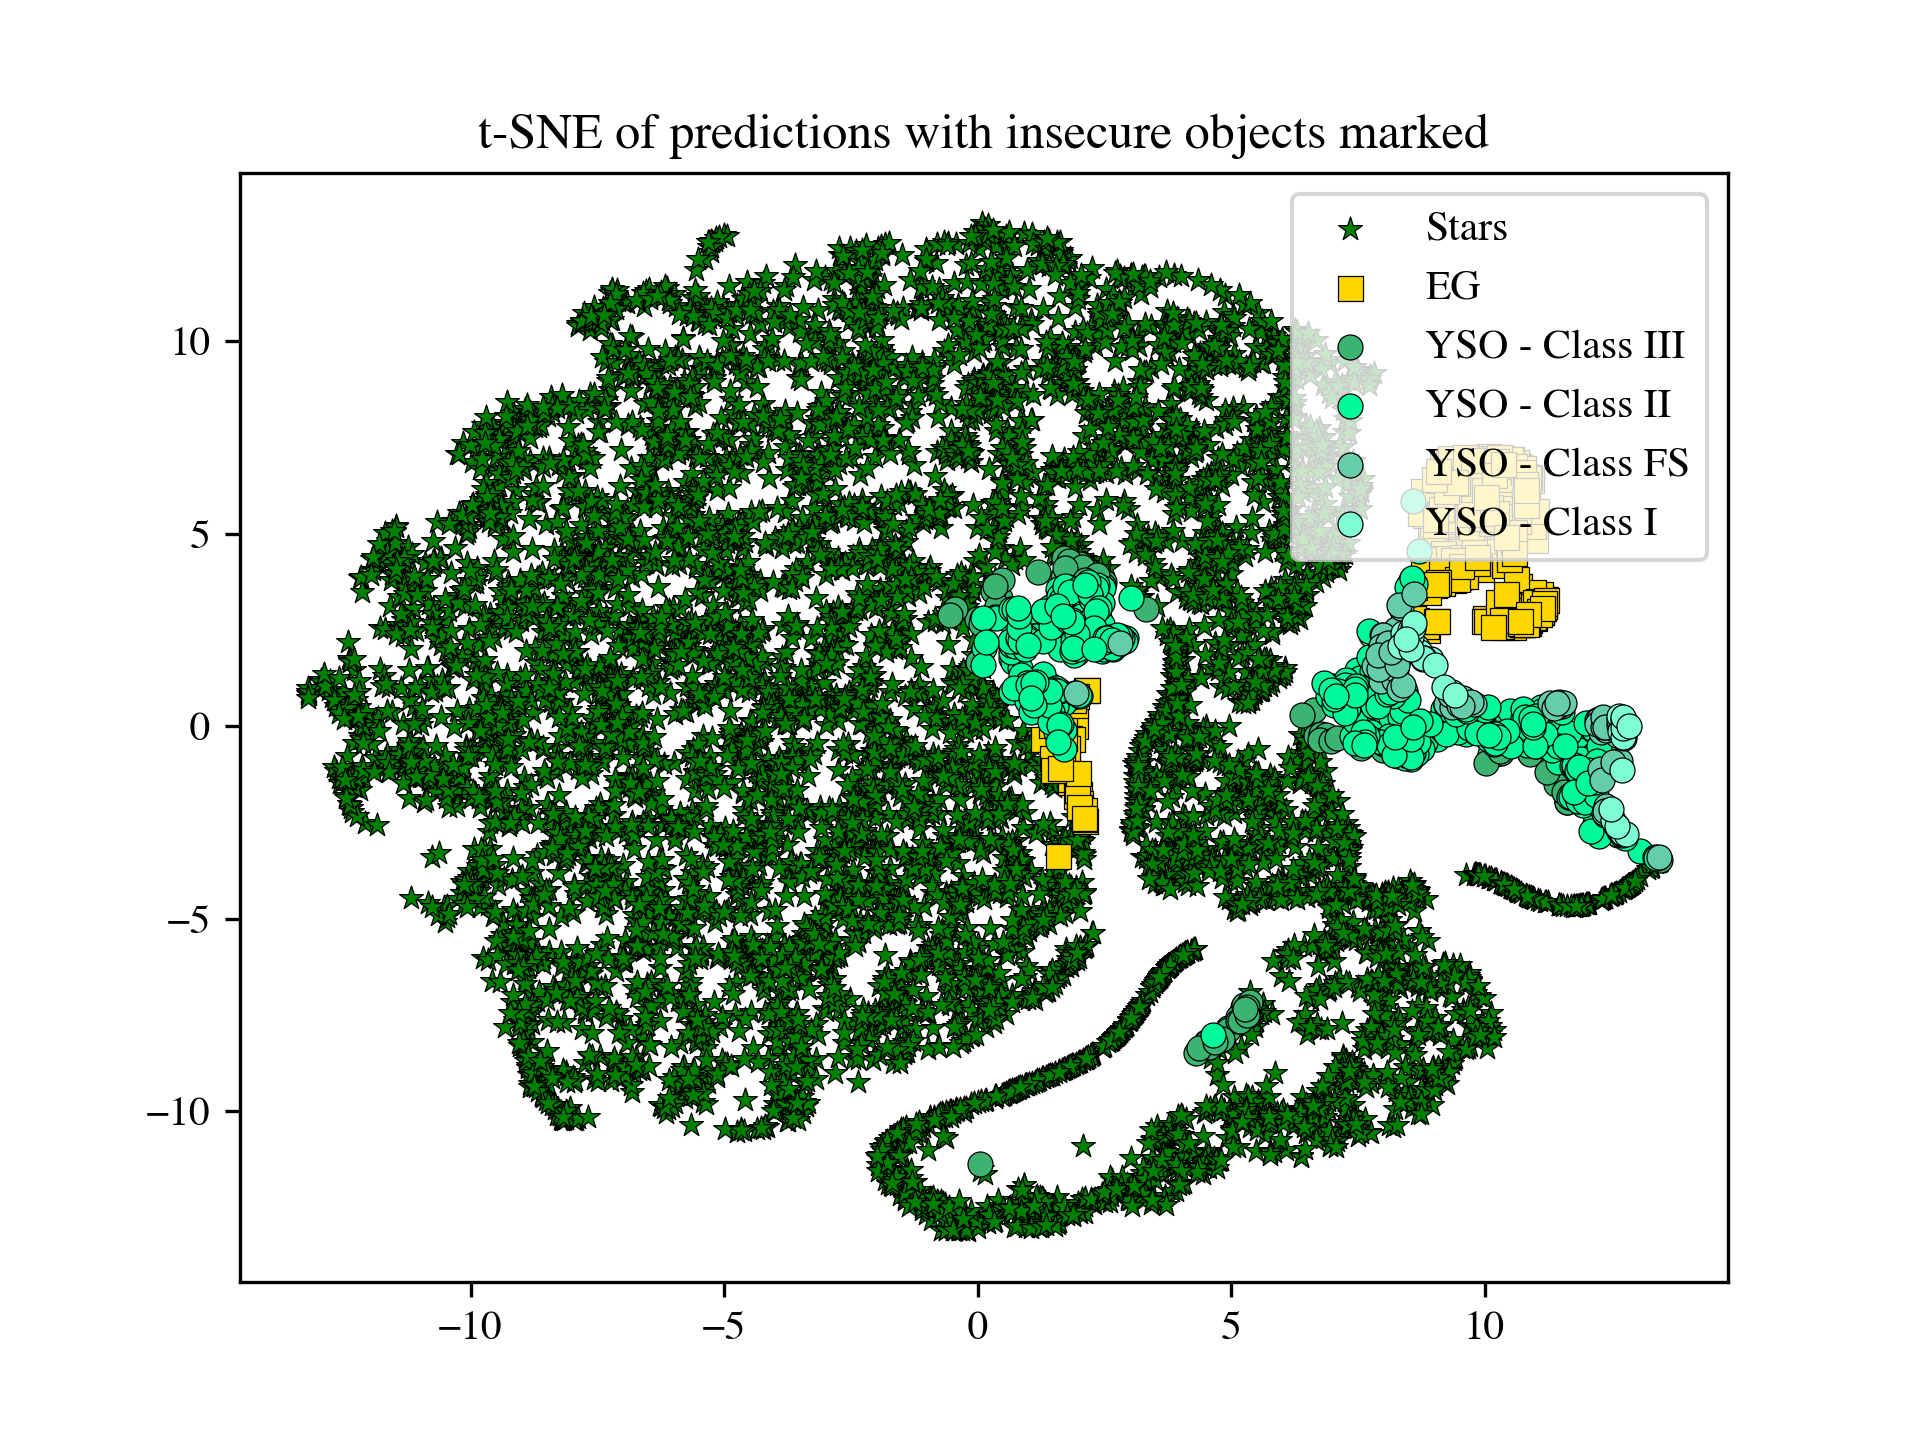 t-SNE of predictions with insecure objects marked
Stars
EG
YSO - Class III
YSO - Class II
YSO - Class FS
YSO - Class I
10
5
0
−5
−10
−10
−5
0
5
10